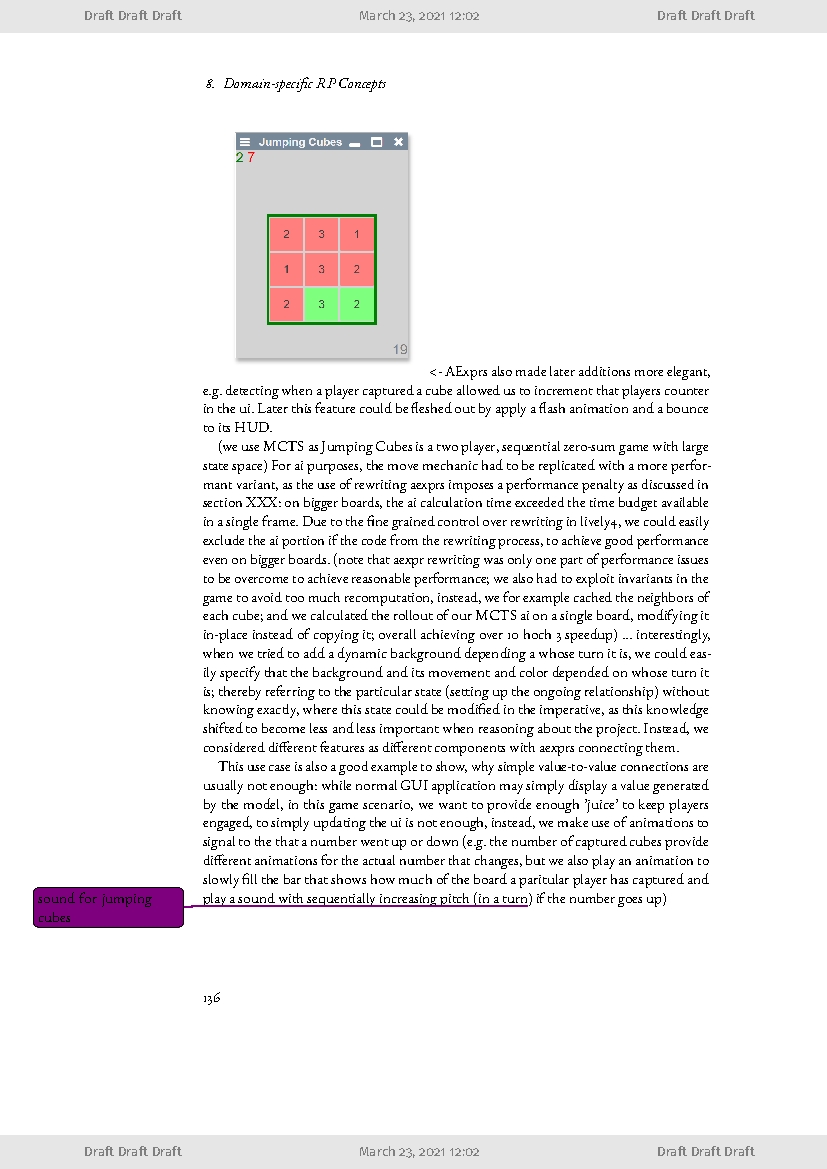 Draft Draft Draft March 23, 2021 12:02 Draft Draft Draft
8. Domain-specific RP Concepts
Jumping Cubes
2 7
2 3 1
1 3 2
2 3 2
19
<- AExprs also made later additions more elegant,
e.g. detecting when a player captured a cube allowed us to increment that players counter
in the ui. Later this feature could be fleshed out by apply a flash animation and a bounce
to its HUD.
(we use MCTS as Jumping Cubes is a two player, sequential zero-sum game with large
state space) For ai purposes, the move mechanic had to be replicated with a more perfor-
mant variant, as the use of rewriting aexprs imposes a performance penalty as discussed in
section XXX: on bigger boards, the ai calculation time exceeded the time budget available
in a single frame. Due to the fine grained control over rewriting in lively4, we could easily
exclude the ai portion if the code from the rewriting process, to achieve good performance
even on bigger boards. (note that aexpr rewriting was only one part of performance issues
to be overcome to achieve reasonable performance; we also had to exploit invariants in the
game to avoid too much recomputation, instead, we for example cached the neighbors of
each cube; and we calculated the rollout of our MCTS ai on a single board, modifying it
in-place instead of copying it; overall achieving over 10 hoch 3 speedup) ... interestingly,
when we tried to add a dynamic background depending a whose turn it is, we could eas-
ily specify that the background and its movement and color depended on whose turn it
is; thereby referring to the particular state (setting up the ongoing relationship) without
knowing exactly, where this state could be modified in the imperative, as this knowledge
shifted to become less and less important when reasoning about the project. Instead, we
considered different features as different components with aexprs connecting them.
This use case is also a good example to show, why simple value-to-value connections are
usually not enough: while normal GUI application may simply display a value generated
by the model, in this game scenario, we want to provide enough 'juice' to keep players
engaged, to simply updating the ui is not enough, instead, we make use of animations to
signal to the that a number went up or down (e.g. the number of captured cubes provide
different animations for the actual number that changes, but we also play an animation to
slowly fill the bar that shows how much of the board a paritular player has captured and
play a sound with sequentially increasing pitch (in a turn) if the number goes up)
sound for jumping
cubes
136
Draft Draft Draft March 23, 2021 12:02 Draft Draft Draft